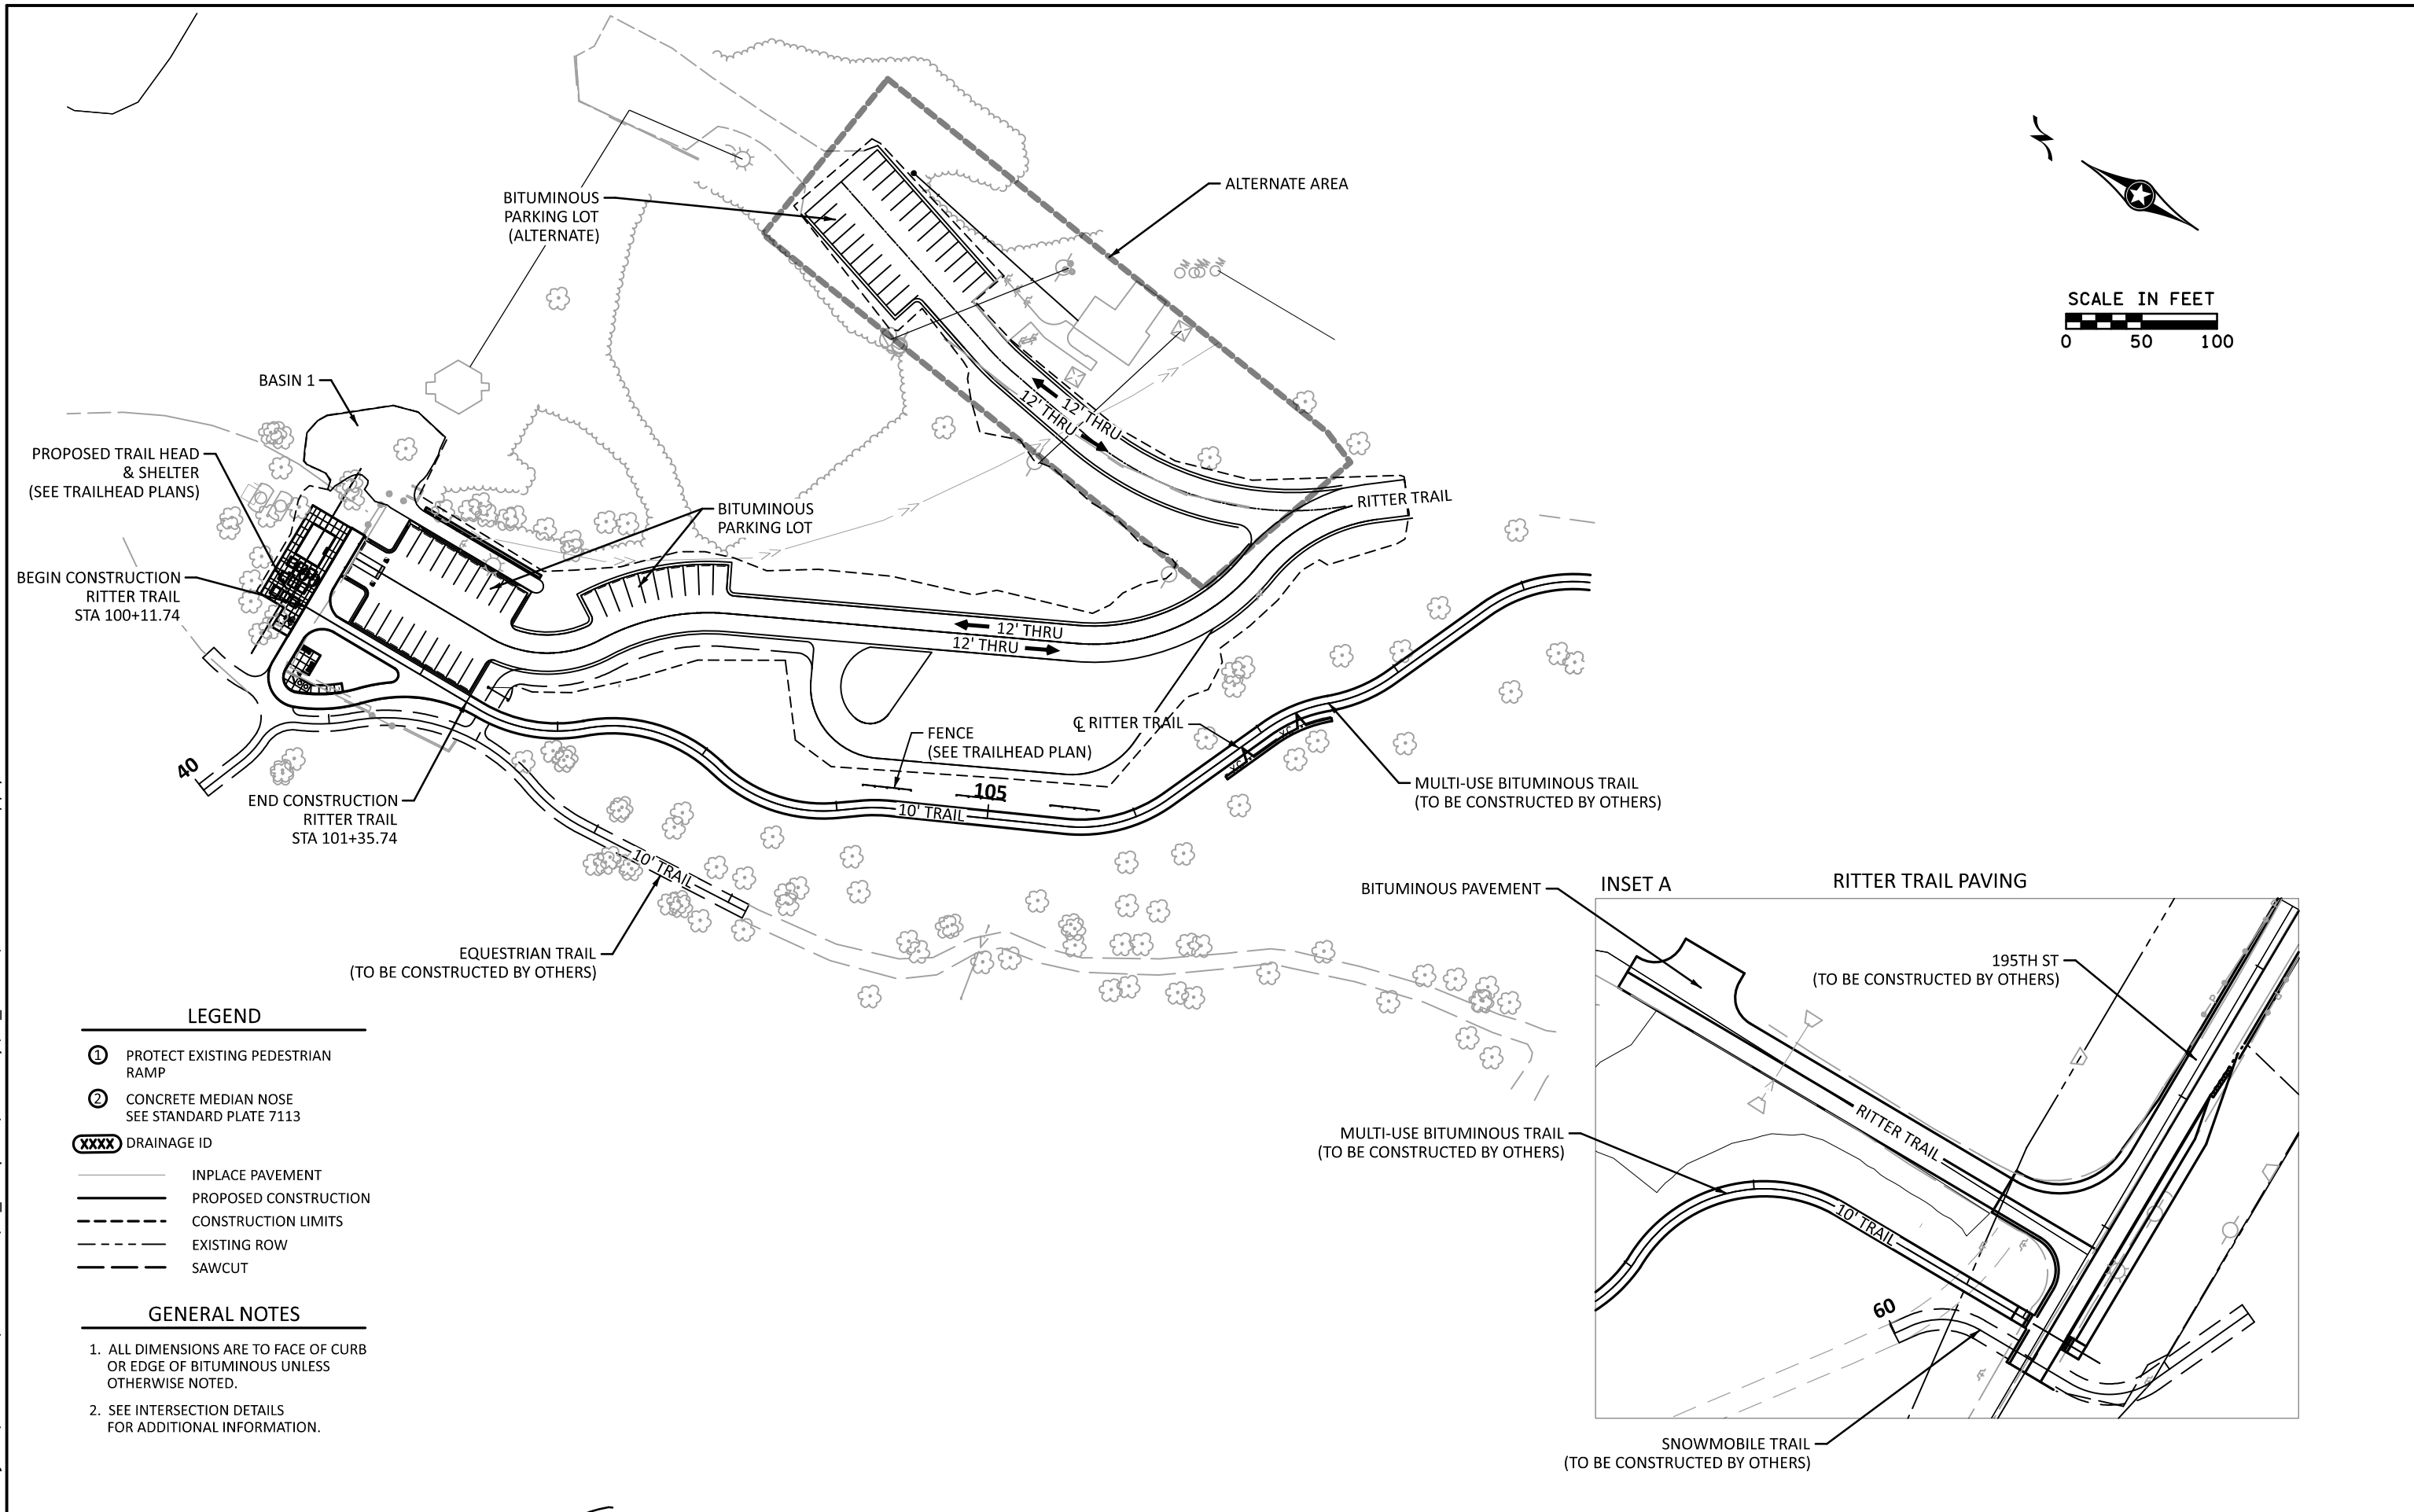 BITUMINOUS
PARKING LOT
(ALTERNATE)
ALTERNATE AREA
N
SCALE IN FEET
0 50 100
BASIN 1
PROPOSED TRAIL HEAD
& SHELTER
(SEE TRAILHEAD PLANS)
12' THRU
12' THRU
RITTER TRAIL
BITUMINOUS
PARKING LOT
BEGIN CONSTRUCTION
RITTER TRAIL
STA 100+11.74
12' THRU
12' THRU
℄ RITTER TRAIL
FENCE
(SEE TRAILHEAD PLAN)
40
105
10' TRAIL
MULTI-USE BITUMINOUS TRAIL
(TO BE CONSTRUCTED BY OTHERS)
END CONSTRUCTION
RITTER TRAIL
STA 101+35.74
10' TRAIL
EQUESTRIAN TRAIL
(TO BE CONSTRUCTED BY OTHERS)
INSET A
RITTER TRAIL PAVING
BITUMINOUS PAVEMENT
195TH ST
(TO BE CONSTRUCTED BY OTHERS)
RITTER TRAIL
MULTI-USE BITUMINOUS TRAIL
(TO BE CONSTRUCTED BY OTHERS)
10' TRAIL
60
SNOWMOBILE TRAIL
(TO BE CONSTRUCTED BY OTHERS)
LEGEND
1 PROTECT EXISTING PEDESTRIAN
RAMP
2 CONCRETE MEDIAN NOSE
SEE STANDARD PLATE 7113
XXXX DRAINAGE ID
INPLACE PAVEMENT
PROPOSED CONSTRUCTION
CONSTRUCTION LIMITS
EXISTING ROW
SAWCUT
GENERAL NOTES
1. ALL DIMENSIONS ARE TO FACE OF CURB
OR EDGE OF BITUMINOUS UNLESS
OTHERWISE NOTED.
2. SEE INTERSECTION DETAILS
FOR ADDITIONAL INFORMATION.